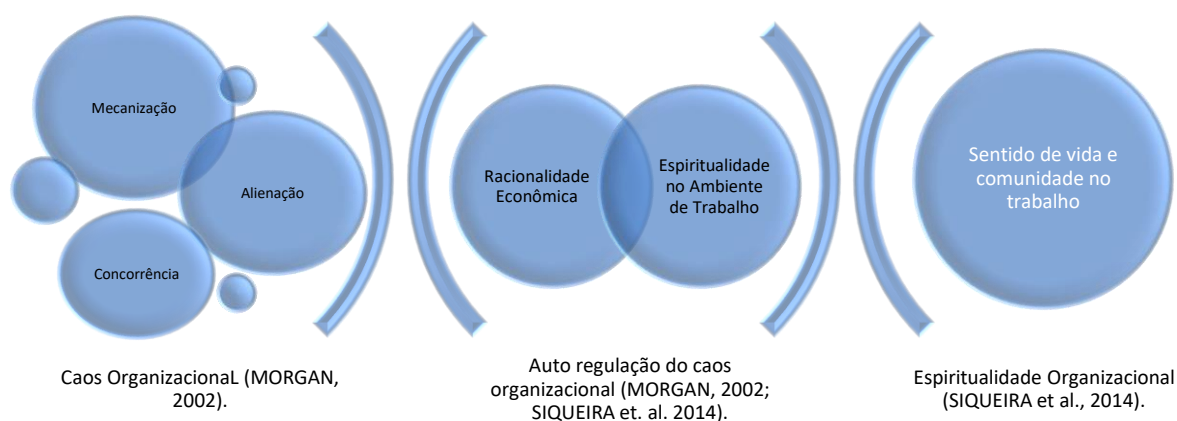 Mecanização
Alienação
Concorrência
Caos OrganizacionaL (MORGAN,
2002).
Racionalidade
Econômica
Espiritualidade
no Ambiente
de Trabalho
Auto regulação do caos
organizacional (MORGAN, 2002;
SIQUEIRA et. al. 2014).
Sentido de vida e
comunidade no
trabalho
Espiritualidade Organizacional
(SIQUEIRA et al., 2014).